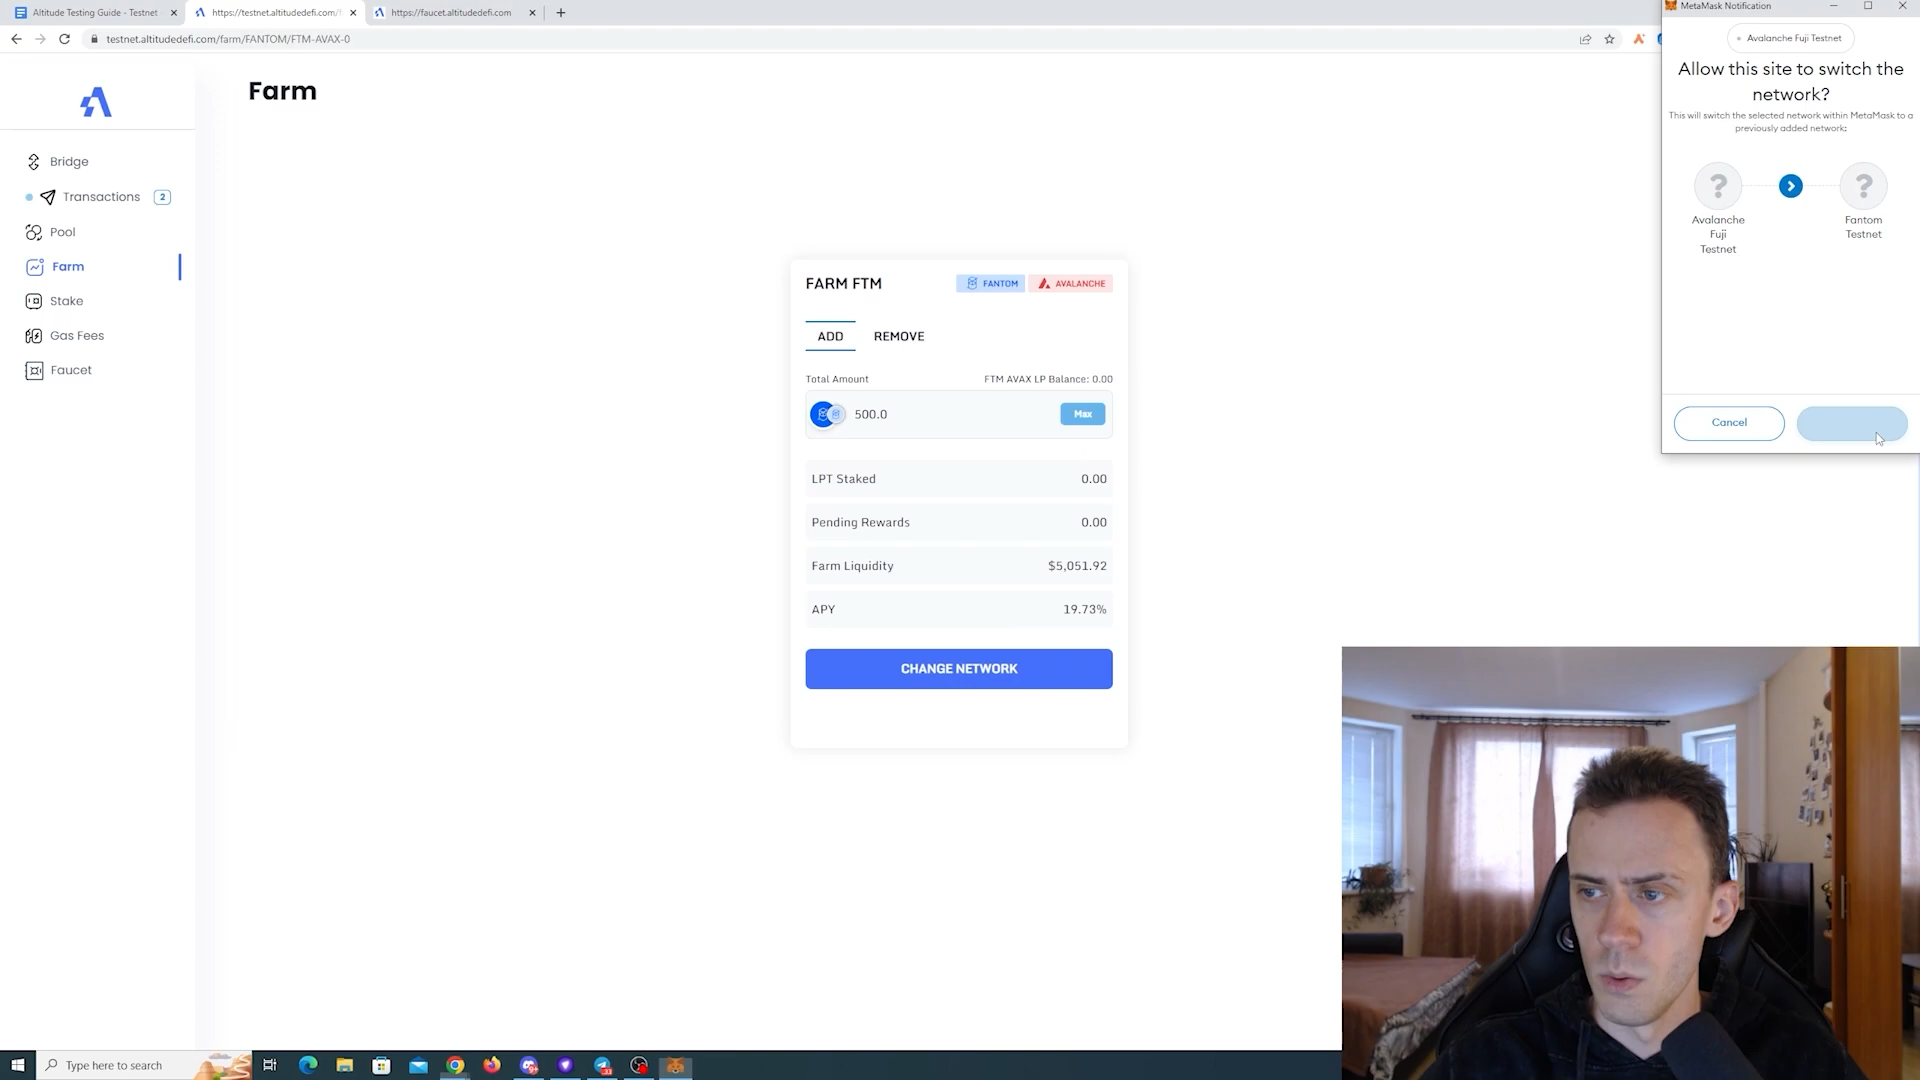 Altitude Testing Guide - Testnet
https://testnet.altitudedefi.com/f
https://faucet.altitudedefi.com
testnet.altitudedefi.com/farm/FANTOM/FTM-AVAX-0
Farm
Bridge
Transactions 2
Pool
Farm
Stake
Gas Fees
Faucet
FARM FTM
FANTOM
AVALANCHE
ADD
REMOVE
Total Amount
FTM AVAX LP Balance: 0.00
500.0
Max
LPT Staked 0.00
Pending Rewards 0.00
Farm Liquidity $5,051.92
APY 19.73%
CHANGE NETWORK
MetaMask Notification
Avalanche Fuji Testnet
Allow this site to switch the
network?
This will switch the selected network within MetaMask to a
previously added network:
?
?
Avalanche
Fuji
Testnet
Fantom
Testnet
Cancel
Type here to search